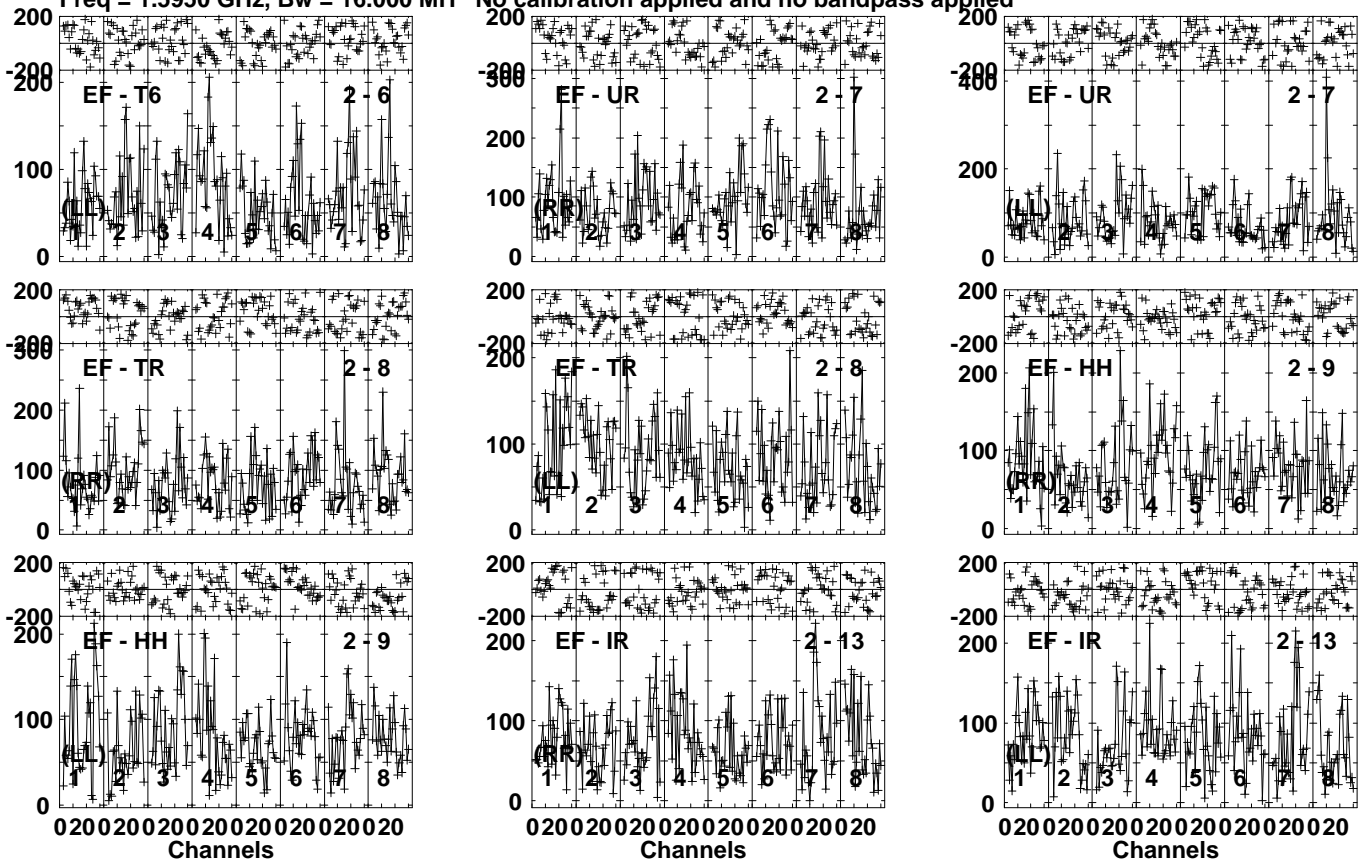 Freq = 1.5950 GHz, Bw = 16.000 MH No calibration applied and no bandpass applied
200 200
-200 -200 -200
200 EF - T6 2 - 6 300 EF - UR 2 - 7 400 EF - UR 2 - 7
200
100 100 200
(LL) (RR) (LL)
1 2 3 4 5 6 7 8 1 2 3 4 5 6 7 8 1 2 3 4 5 6 7 8
0 0 0
200 200 200
-200 -200 -200
300 EF - TR 2 - 8 200 EF - TR 2 - 8 200 EF - HH 2 - 9
200
100 100 100
(RR) (LL) (RR)
1 2 3 4 5 6 7 8 1 2 3 4 5 6 7 8 1 2 3 4 5 6 7 8
0 0 0
200 200 200
-200 -200 -200
200 EF - HH 2 - 9 200 EF - IR 2 - 13 200 EF - IR 2 - 13
100 100 100
(LL) (RR) (LL)
1 2 3 4 5 6 7 8 1 2 3 4 5 6 7 8 1 2 3 4 5 6 7 8
0 0 0
0 20 0 20 0 20 0 20 0 20 0 20 0 20 0 20 0 20 0 20 0 20 0 20 0 20 0 20 0 20 0 20 0 20 0 20 0 20 0 20 0 20 0 20 0 20 0 20
Channels Channels Channels